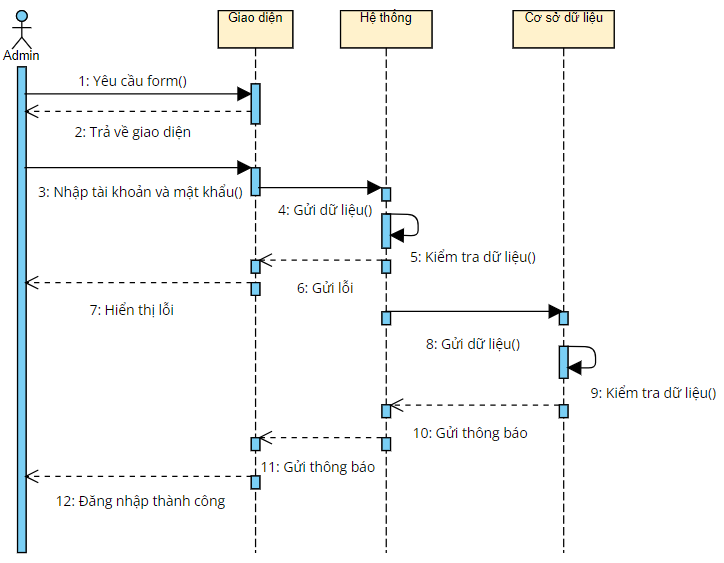 Giao diện
Hệ thống
Cơ sở dữ liệu
Admin
1: Yêu cầu form()
2: Trả về giao diện
3: Nhập tài khoản và mật khẩu()
4: Gửi dữ liệu()
5: Kiểm tra dữ liệu()
6: Gửi lỗi
7: Hiển thị lỗi
8: Gửi dữ liệu()
9: Kiểm tra dữ liệu()
10: Gửi thông báo
11: Gửi thông báo
12: Đăng nhập thành công